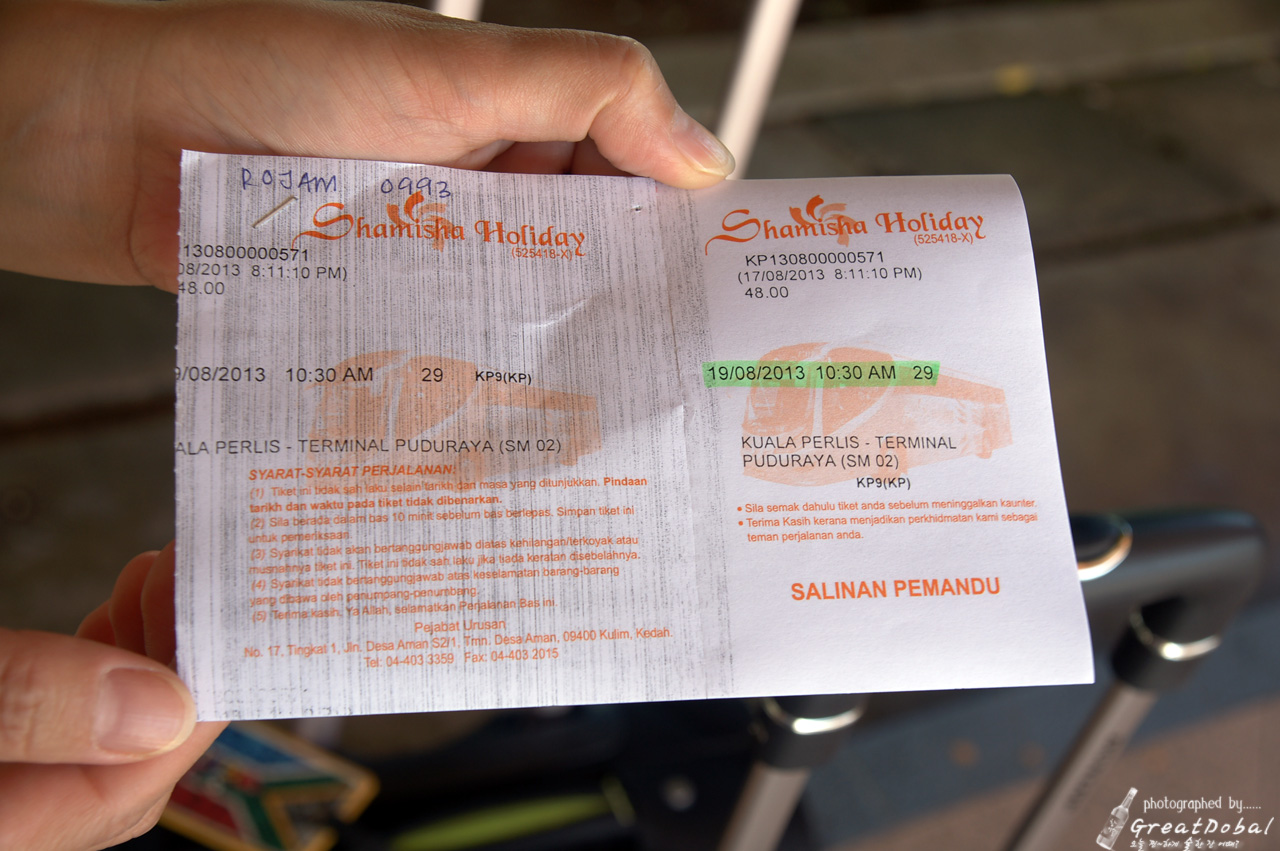 ROJAM 0993
Shamisha Holiday
(525418-X)
130800000571
08/2013 8:11:10 PM)
48.00
9/08/2013 10:30 AM 29 KP9(KP)
ALA PERLIS - TERMINAL PUDURAYA (SM 02)
SYARAT-SYARAT PERJALANAN:
(1) Tiket ini tidak sah laku selain tarikh dan masa yang ditunjukkan. Pindaan
tarikh dan waktu pada tiket tidak dibenarkan.
(2) Sila berada dalam bas 10 minit sebelum bas berlepas. Simpan tiket ini
untuk pemeriksaan.
(3) Syarikat tidak akan bertanggungjawab diatas kehilangan/terkoyak atau
musnahnya tiket ini. Tiket ini tidak sah laku jika tiada keratan disebelahnya.
(4) Syarikat tidak bertanggungjawab atas keselamatan barang-barang
yang dibawa oleh penumpang-penumpang.
(5) Terima kasih, Ya Allah, selamatkan Perjalanan Bas ini.
Pejabat Urusan
No. 17, Tingkat 1, Jln. Desa Aman S2/1, Tmn. Desa Aman, 09400 Kulim, Kedah.
Tel: 04-403 3359 Fax: 04-403 2015
Shamisha Holiday
(525418-X)
KP130800000571
(17/08/2013 8:11:10 PM)
48.00
19/08/2013 10:30 AM 29
KUALA PERLIS - TERMINAL
PUDURAYA (SM 02)
KP9(KP)
• Sila semak dahulu tiket anda sebelum meninggalkan kaunter.
• Terima Kasih kerana menjadikan perkhidmatan kami sebagai
teman perjalanan anda.
SALINAN PEMANDU
photographed by......
GreatDobal